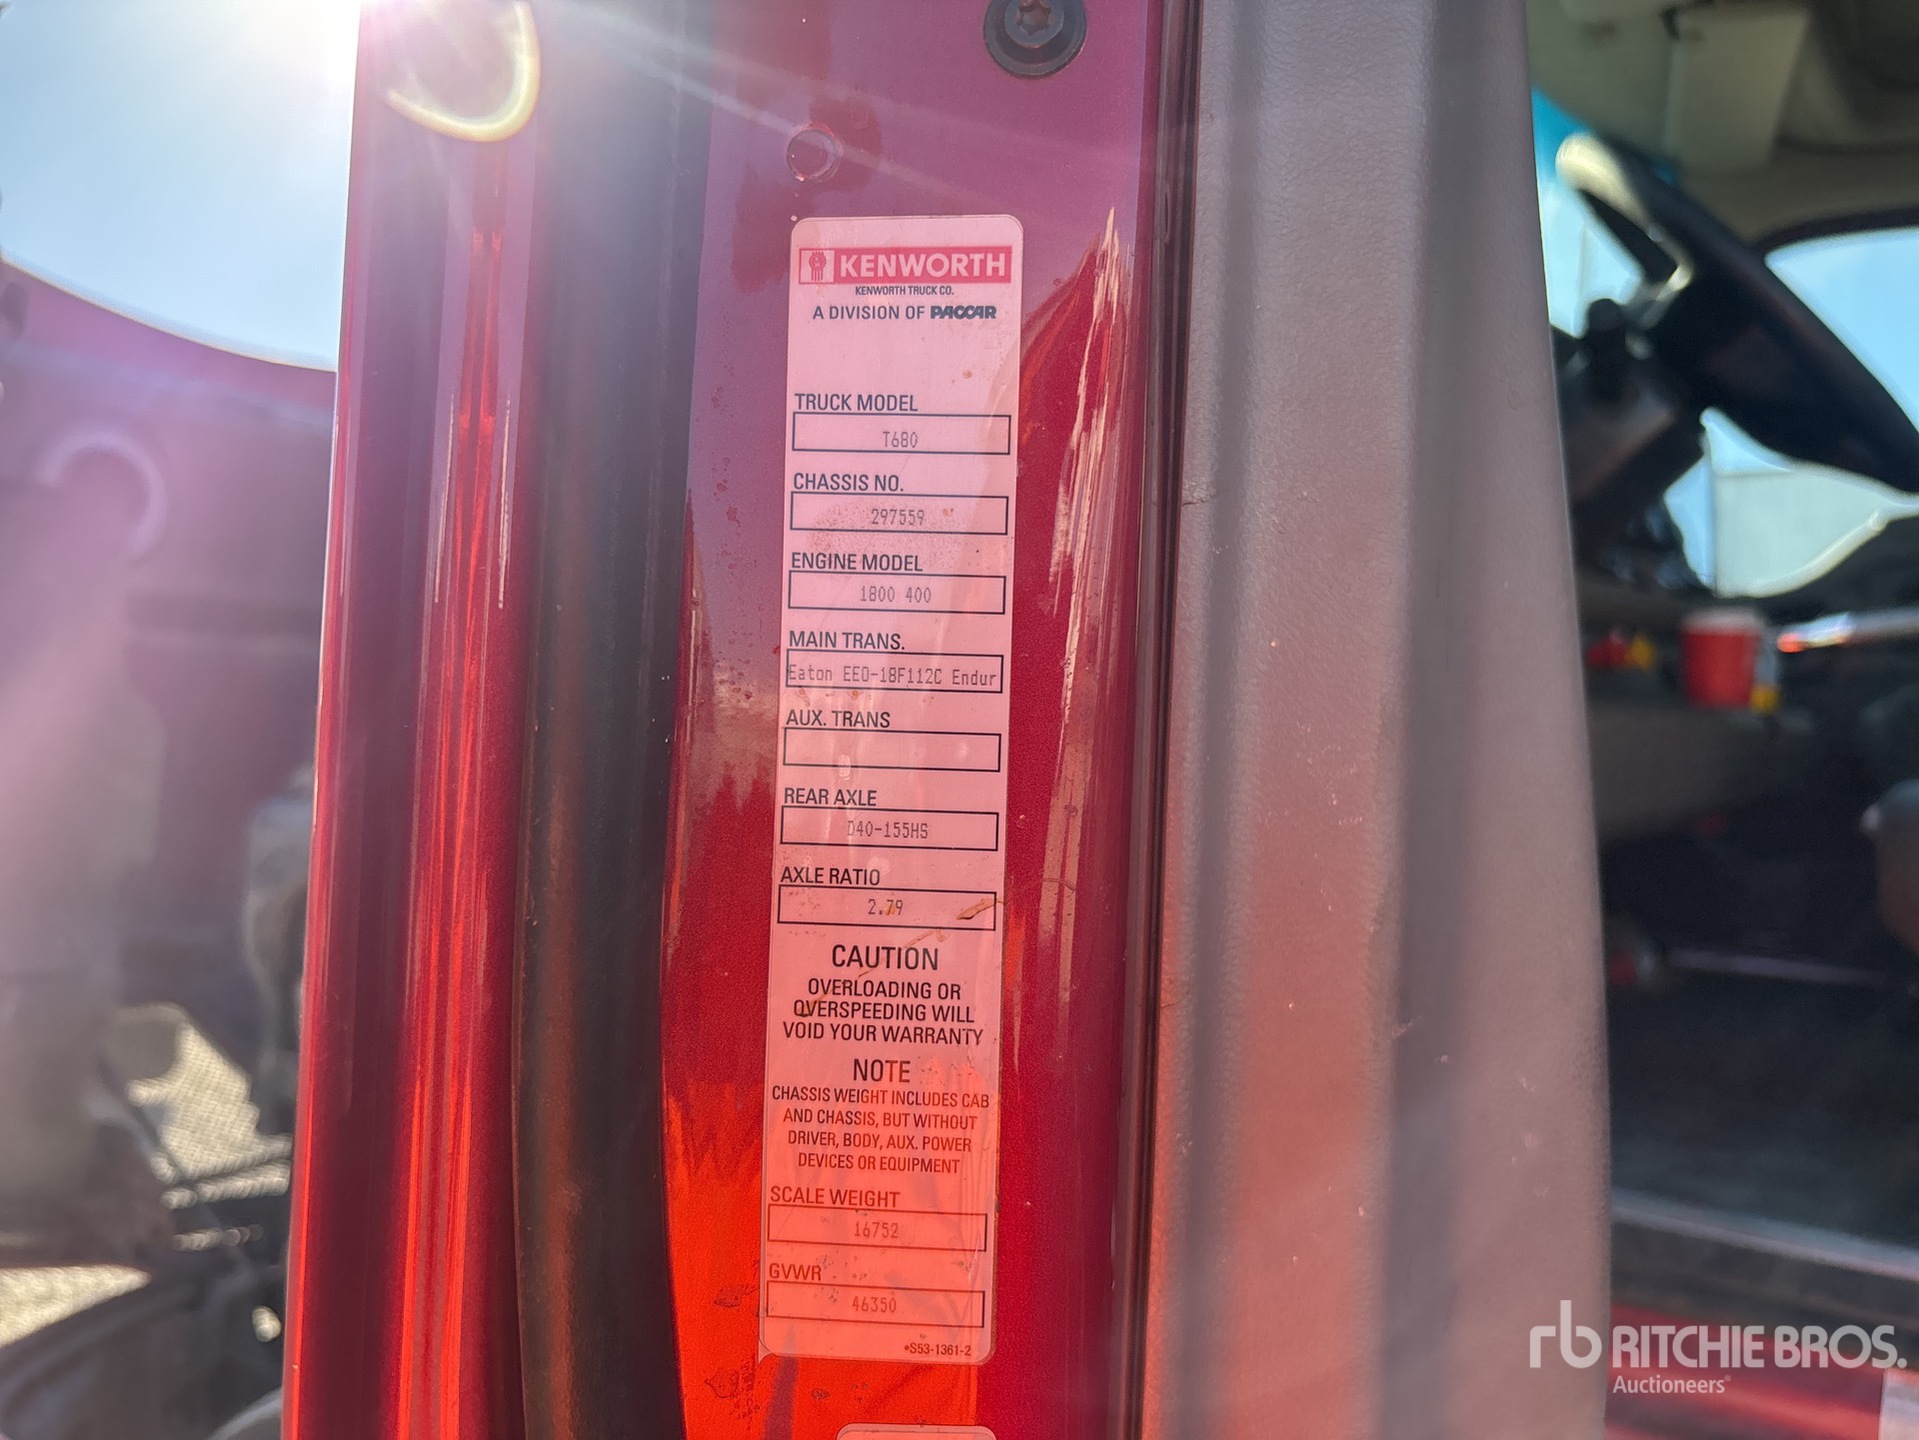 KENWORTH
KENWORTH TRUCK CO.
A DIVISION OF PACCAR
TRUCK MODEL
T680
CHASSIS NO.
297559
ENGINE MODEL
1800 400
MAIN TRANS.
Eaton EEO-18F112C Endur
AUX. TRANS
REAR AXLE
D40-155HS
AXLE RATIO
2.79
CAUTION
OVERLOADING OR
OVERSPEEDING WILL
VOID YOUR WARRANTY
NOTE
CHASSIS WEIGHT INCLUDES CAB
AND CHASSIS, BUT WITHOUT
DRIVER, BODY, AUX. POWER
DEVICES OR EQUIPMENT
SCALE WEIGHT
16752
GVWR
46350
•S53-1361-2
rb RITCHIE BROS.
Auctioneers